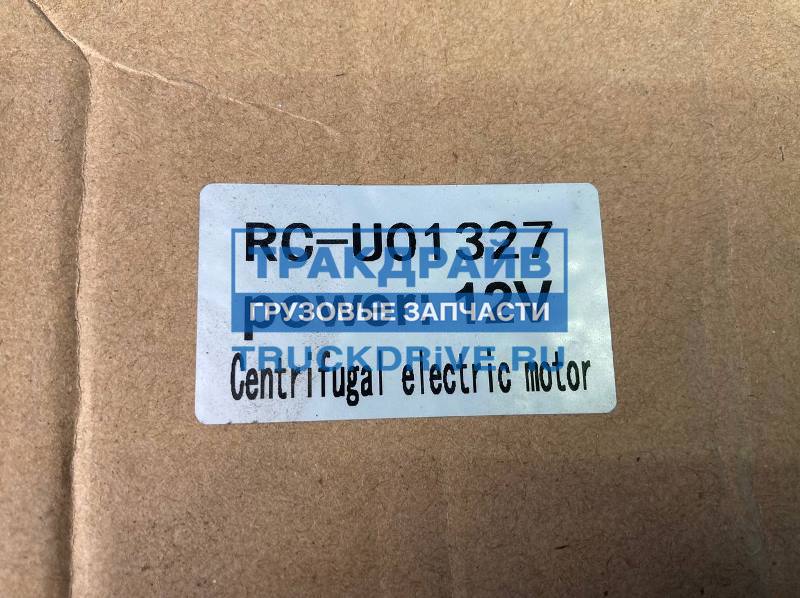 RC-U01327
ТРАКДРАЙВ
power: 12V
ГРУЗОВЫЕ ЗАПЧАСТИ
TRUCKDRiVE.RU
Centrifugal electric motor